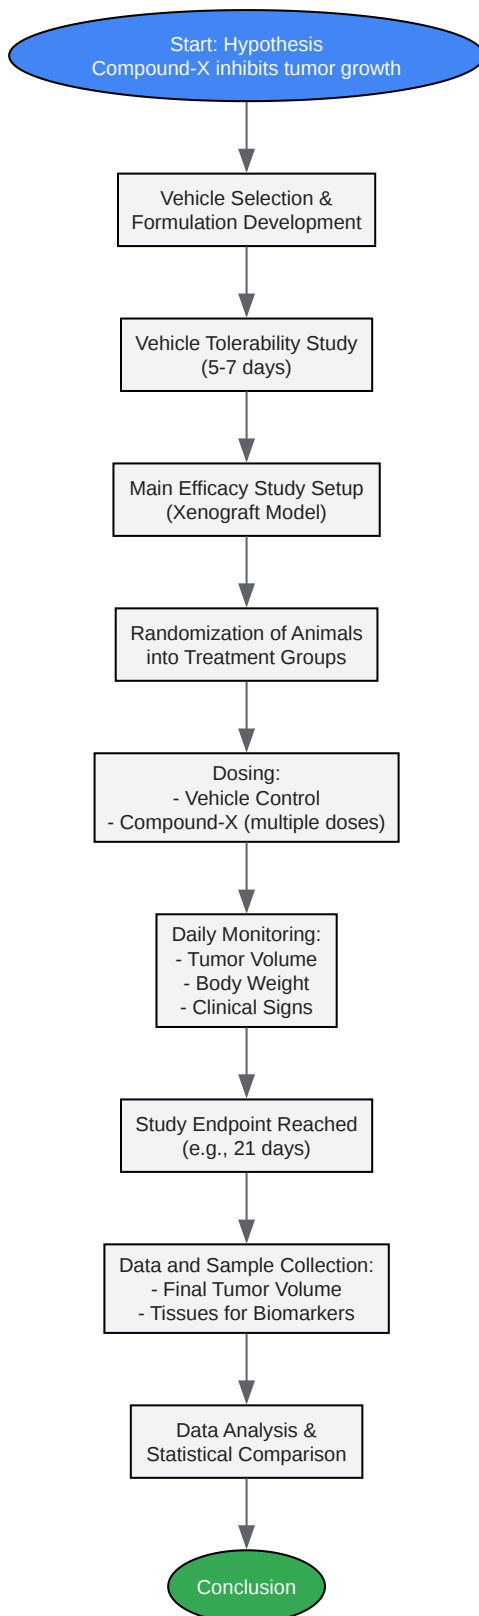 Start: Hypothesis
Compound-X inhibits tumor growth
Vehicle Selection &
Formulation Development
Vehicle Tolerability Study
(5-7 days)
Main Efficacy Study Setup
(Xenograft Model)
Randomization of Animals
into Treatment Groups
Dosing:
- Vehicle Control
- Compound-X (multiple doses)
Daily Monitoring:
- Tumor Volume
- Body Weight
- Clinical Signs
Study Endpoint Reached
(e.g., 21 days)
Data and Sample Collection:
- Final Tumor Volume
- Tissues for Biomarkers
Data Analysis &
Statistical Comparison
Conclusion